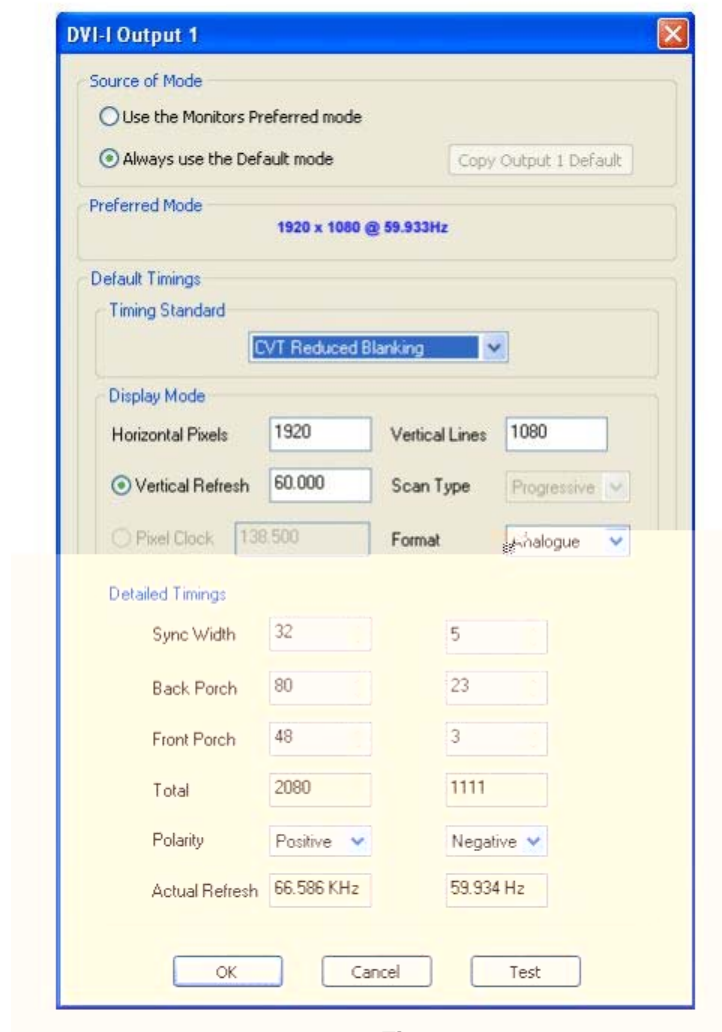 DVI-I Output 1
Source of Mode
Use the Monitors Preferred mode
Always use the Default mode
Copy Output 1 Default
Preferred Mode
1920 x 1080 @ 59.933Hz
Default Timings
Timing Standard
CVT Reduced Blanking
Display Mode
Horizontal Pixels 1920 Vertical Lines 1080
Vertical Refresh 60.000 Scan Type Progressive
Pixel Clock 138.500 Format Analogue
Detailed Timings
Sync Width 32 5
Back Porch 80 23
Front Porch 48 3
Total 2080 1111
Polarity Positive Negative
Actual Refresh 66.586 KHz 59.934 Hz
OK Cancel Test